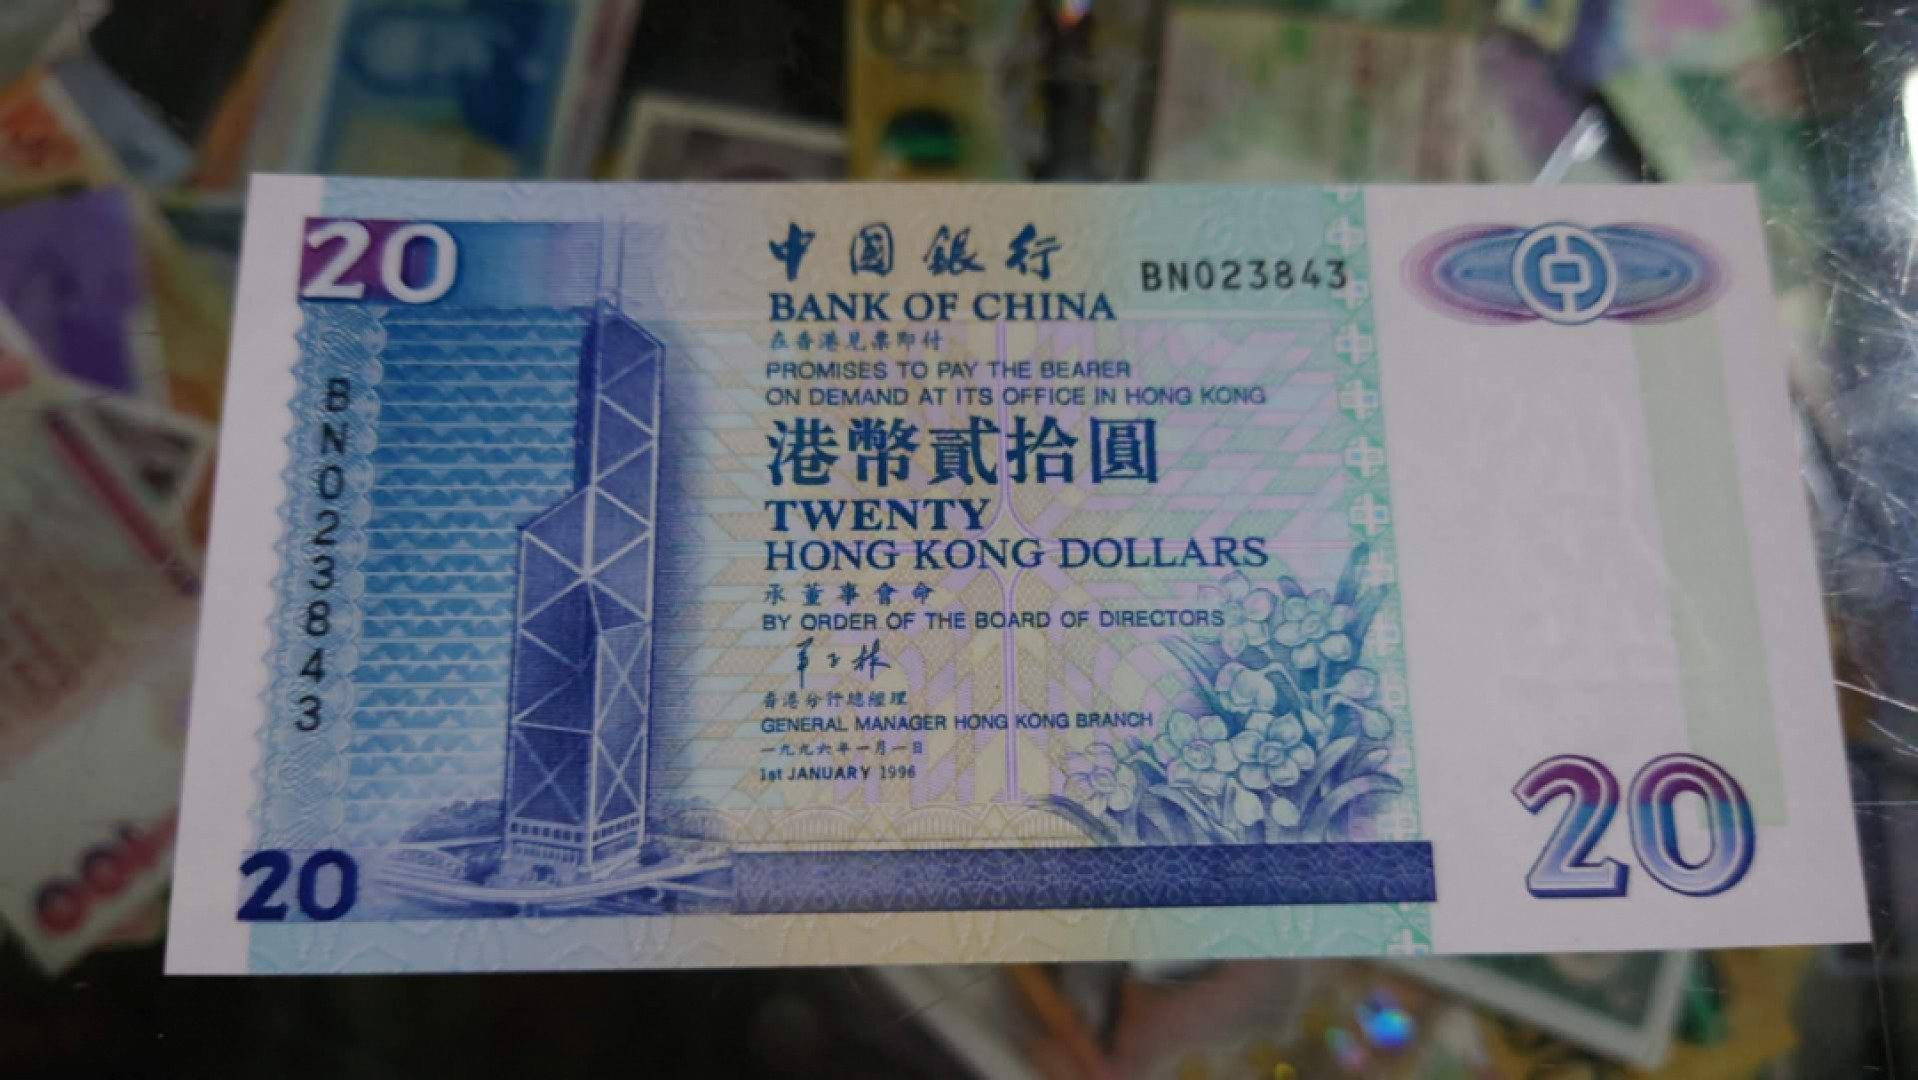 20
中國銀行
BANK OF CHINA
BN023843
在香港見票即付
PROMISES TO PAY THE BEARER
ON DEMAND AT ITS OFFICE IN HONG KONG
港幣貳拾圓
TWENTY
HONG KONG DOLLARS
承董事會命
BY ORDER OF THE BOARD OF DIRECTORS
香港分行總經理
GENERAL MANAGER HONG KONG BRANCH
一九九六年一月一日
1st JANUARY 1996
BN023843
20
20
50